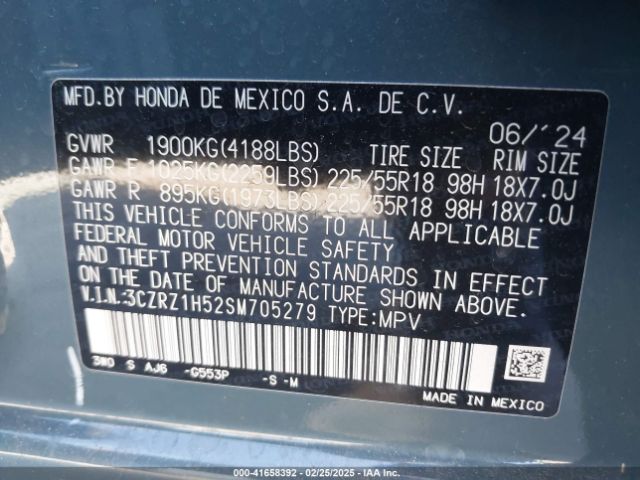 MFD.BY HONDA DE MEXICO S.A. DE C.V.
06/'24
GVWR 1900KG(4188LBS) TIRE SIZE RIM SIZE
GAWR F 1025KG(2259LBS) 225/55R18 98H 18X7.0J
GAWR R 895KG(1973LBS) 225/55R18 98H 18X7.0J
THIS VEHICLE CONFORMS TO ALL APPLICABLE
FEDERAL MOTOR VEHICLE SAFETY
AND THEFT PREVENTION STANDARDS IN EFFECT
ON THE DATE OF MANUFACTURE SHOWN ABOVE.
V.I.N.:3CZRZ1H52SM705279 TYPE:MPV
3W0 S AJ6 -G553P -S -M
MADE IN MEXICO
000-41658392 - 02/25/2025 - IAA Inc.